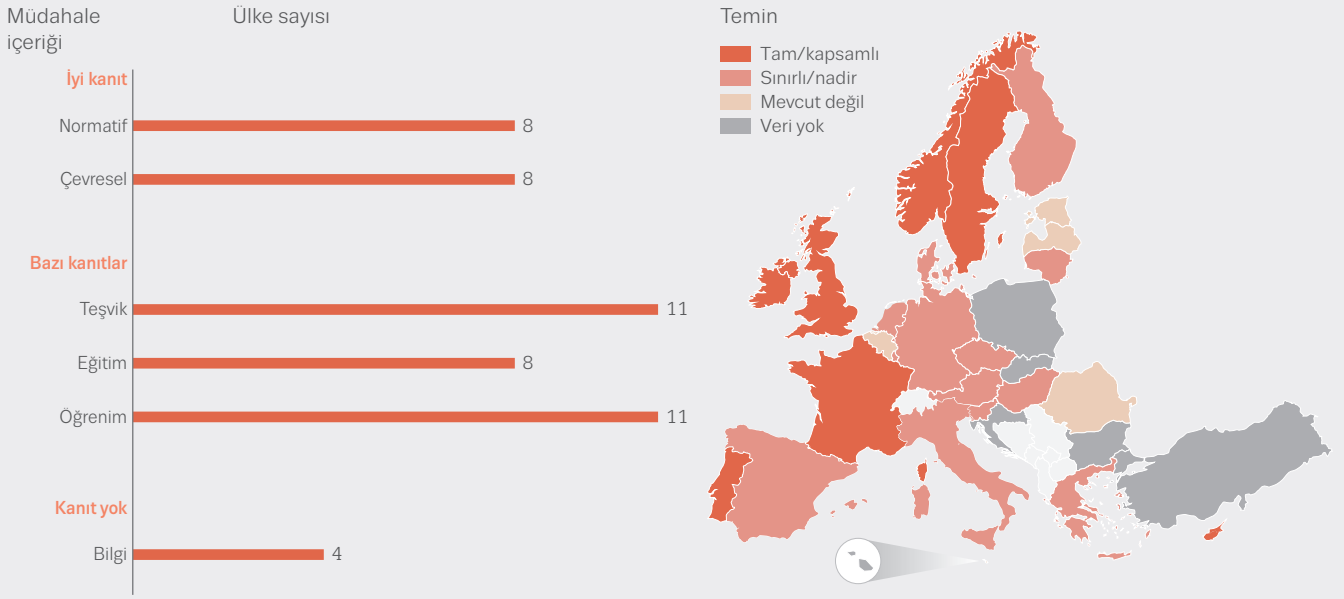 Müdahale
içeriği
Ülke sayısı
İyi kanıt
Normatif
8
Çevresel
8
Bazı kanıtlar
Teşvik
11
Eğitim
8
Öğrenim
11
Kanıt yok
Bilgi
4
Temin
Tam/kapsamlı
Sınırlı/nadir
Mevcut değil
Veri yok